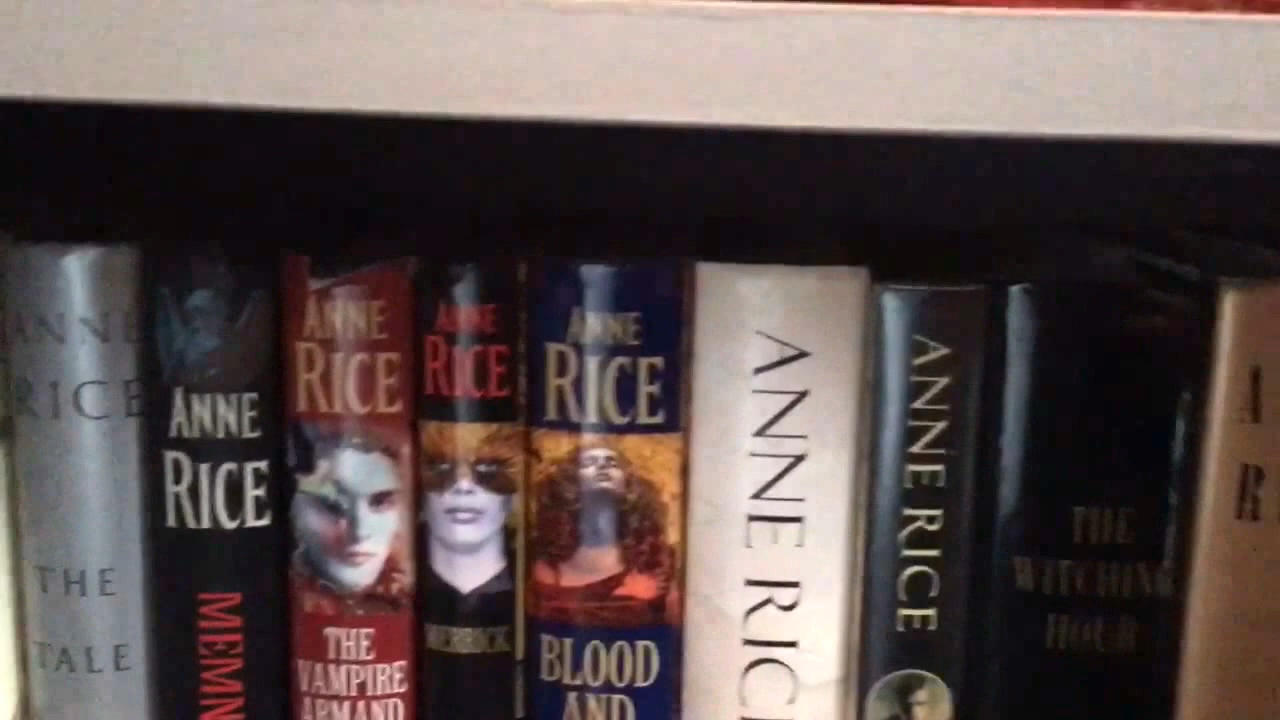 ANNE
RICE
THE
TALE
ANNE
RICE
MEMN
ANNE
RICE
THE
VAMPIRE
ARMAND
ANNE
RICE
MERRICK
ANNE
RICE
BLOOD
AND
ANNE RIC
ANNE RICE
THE
WITCHING
HOUR
A
R